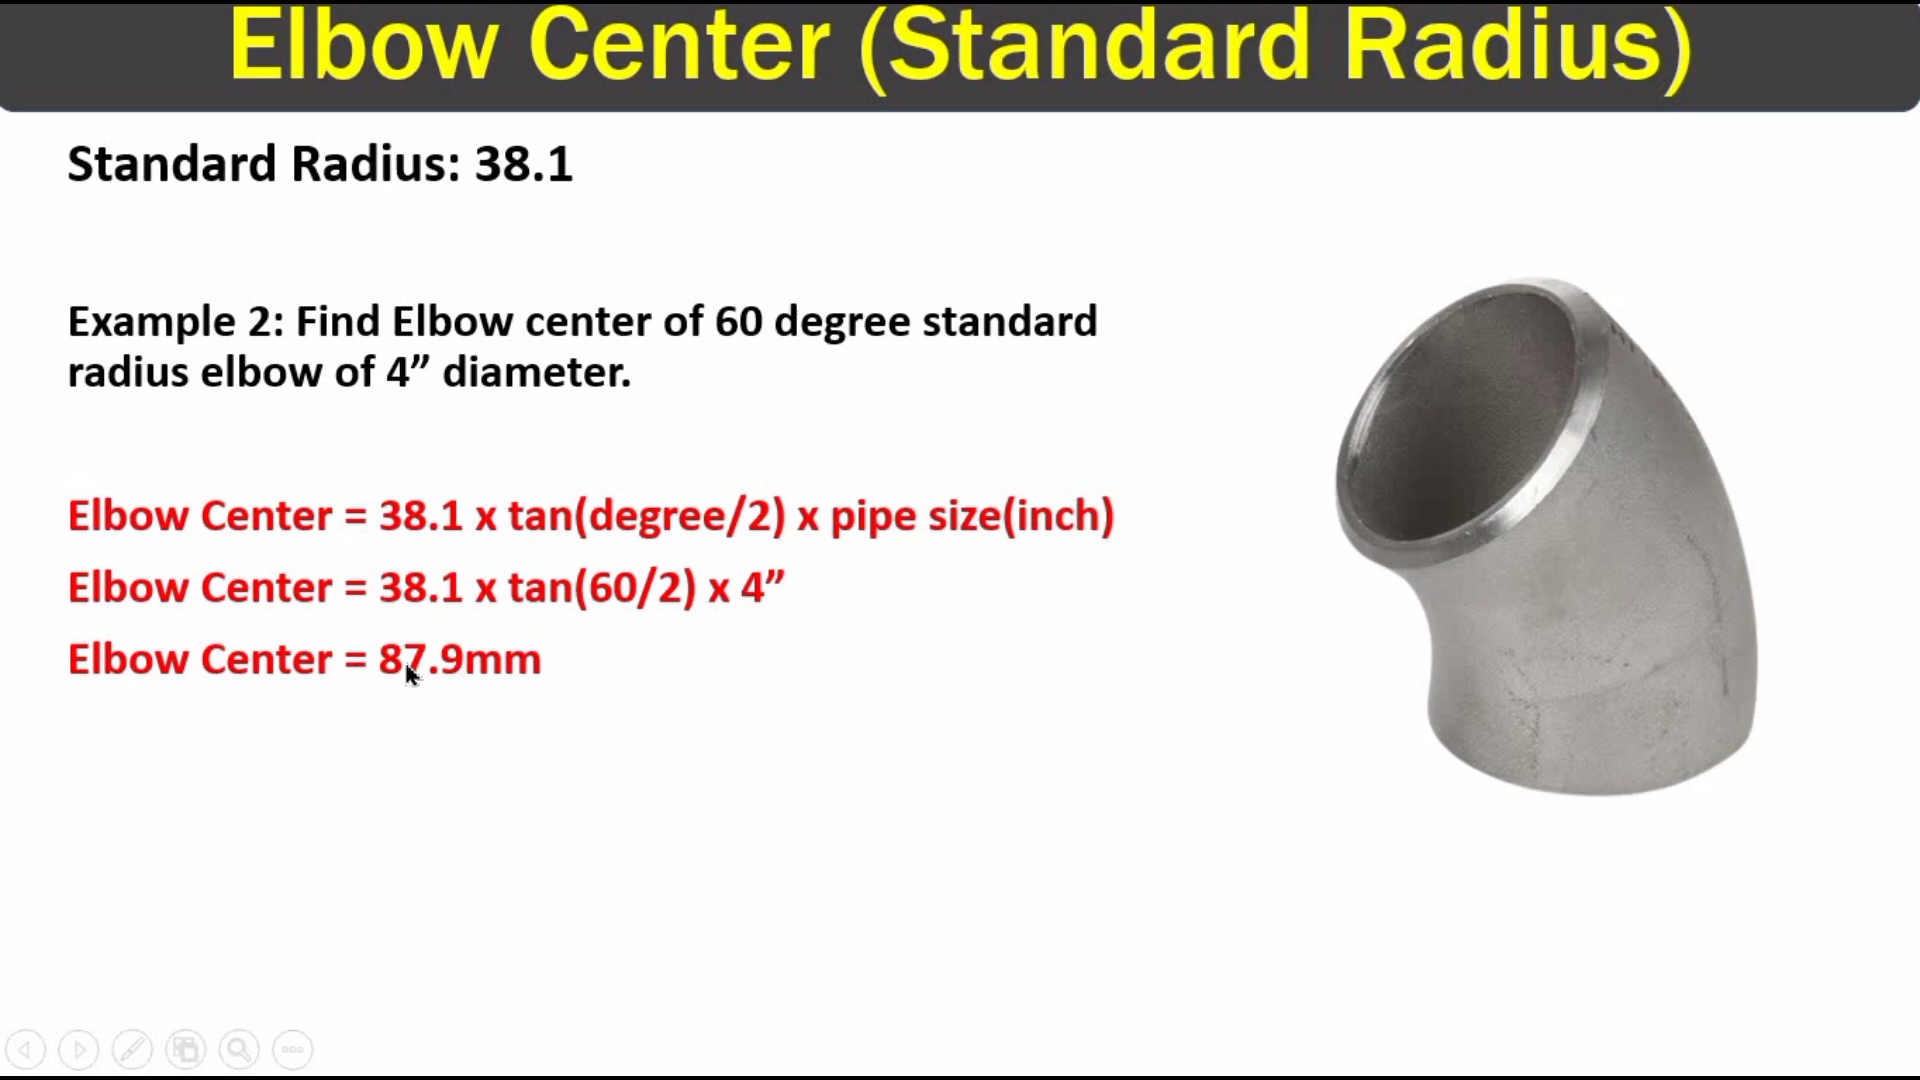 Elbow Center (Standard Radius)
Standard Radius: 38.1
Example 2: Find Elbow center of 60 degree standard
radius elbow of 4” diameter.
Elbow Center = 38.1 x tan(degree/2) x pipe size(inch)
Elbow Center = 38.1 x tan(60/2) x 4”
Elbow Center = 87.9mm